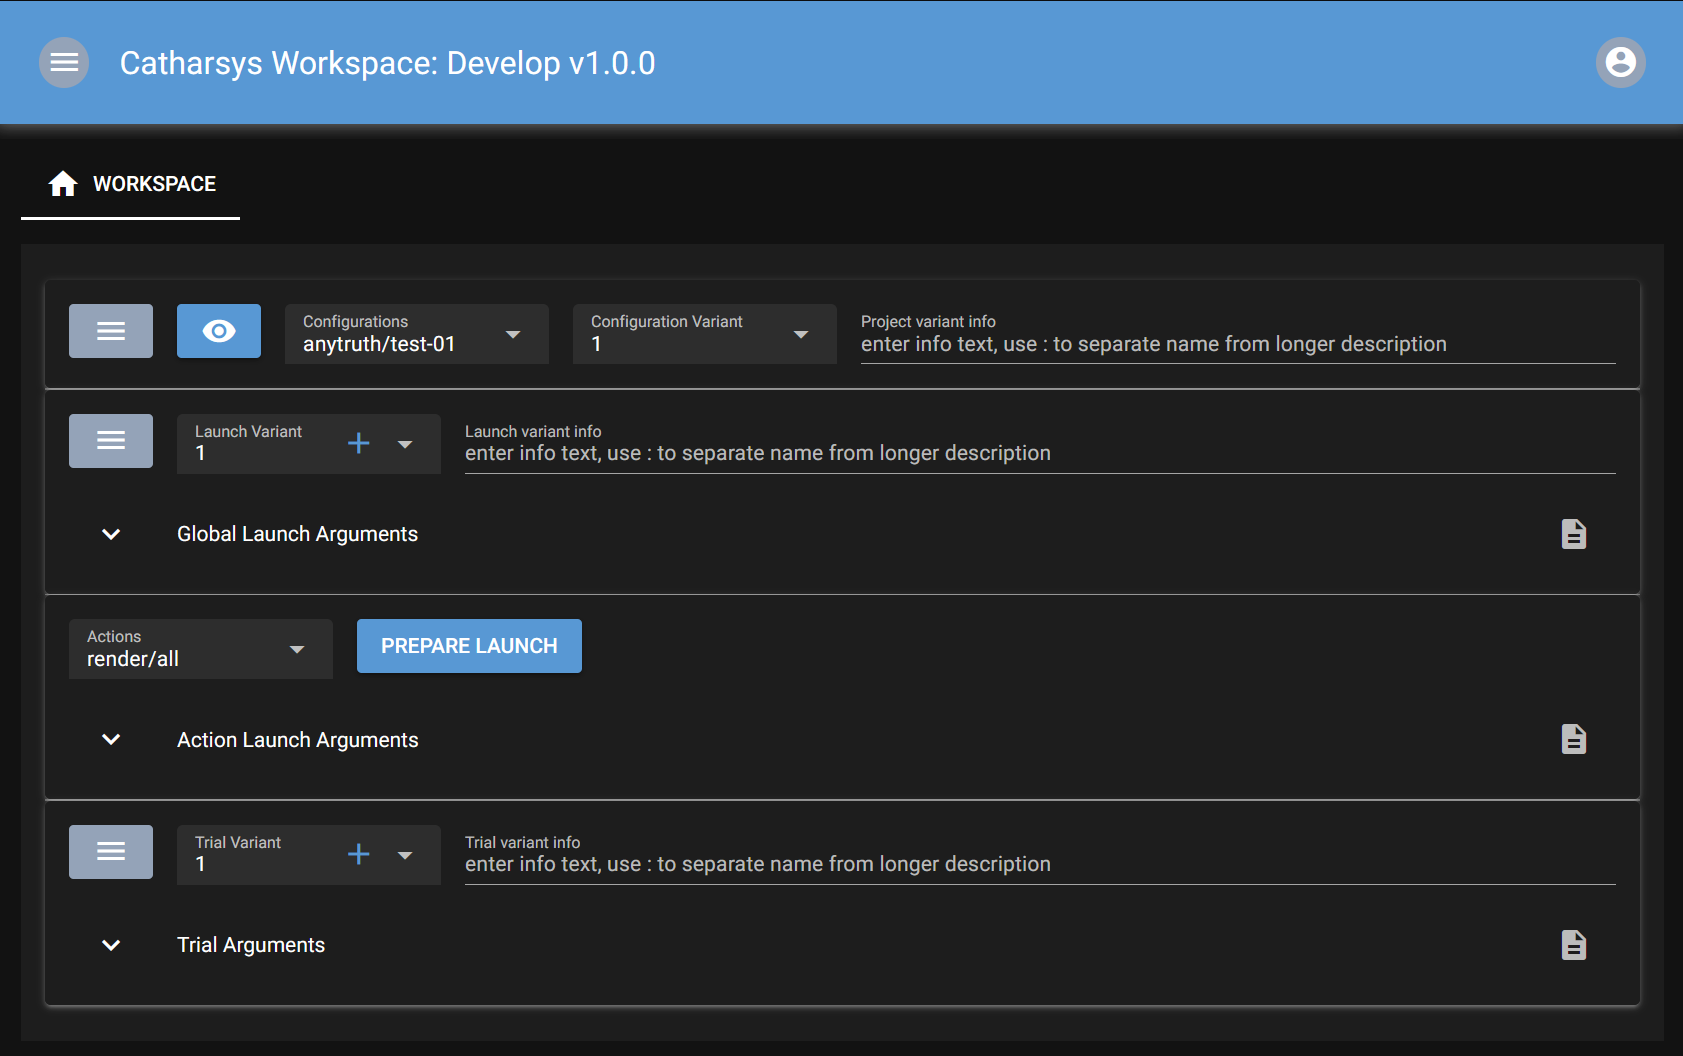 Catharsys Workspace: Develop v1.0.0
WORKSPACE
Configurations
anytruth/test-01
Configuration Variant
1
Project variant info
enter info text, use : to separate name from longer description
Launch Variant
1
Launch variant info
enter info text, use : to separate name from longer description
Global Launch Arguments
Actions
render/all
PREPARE LAUNCH
Action Launch Arguments
Trial Variant
1
Trial variant info
enter info text, use : to separate name from longer description
Trial Arguments